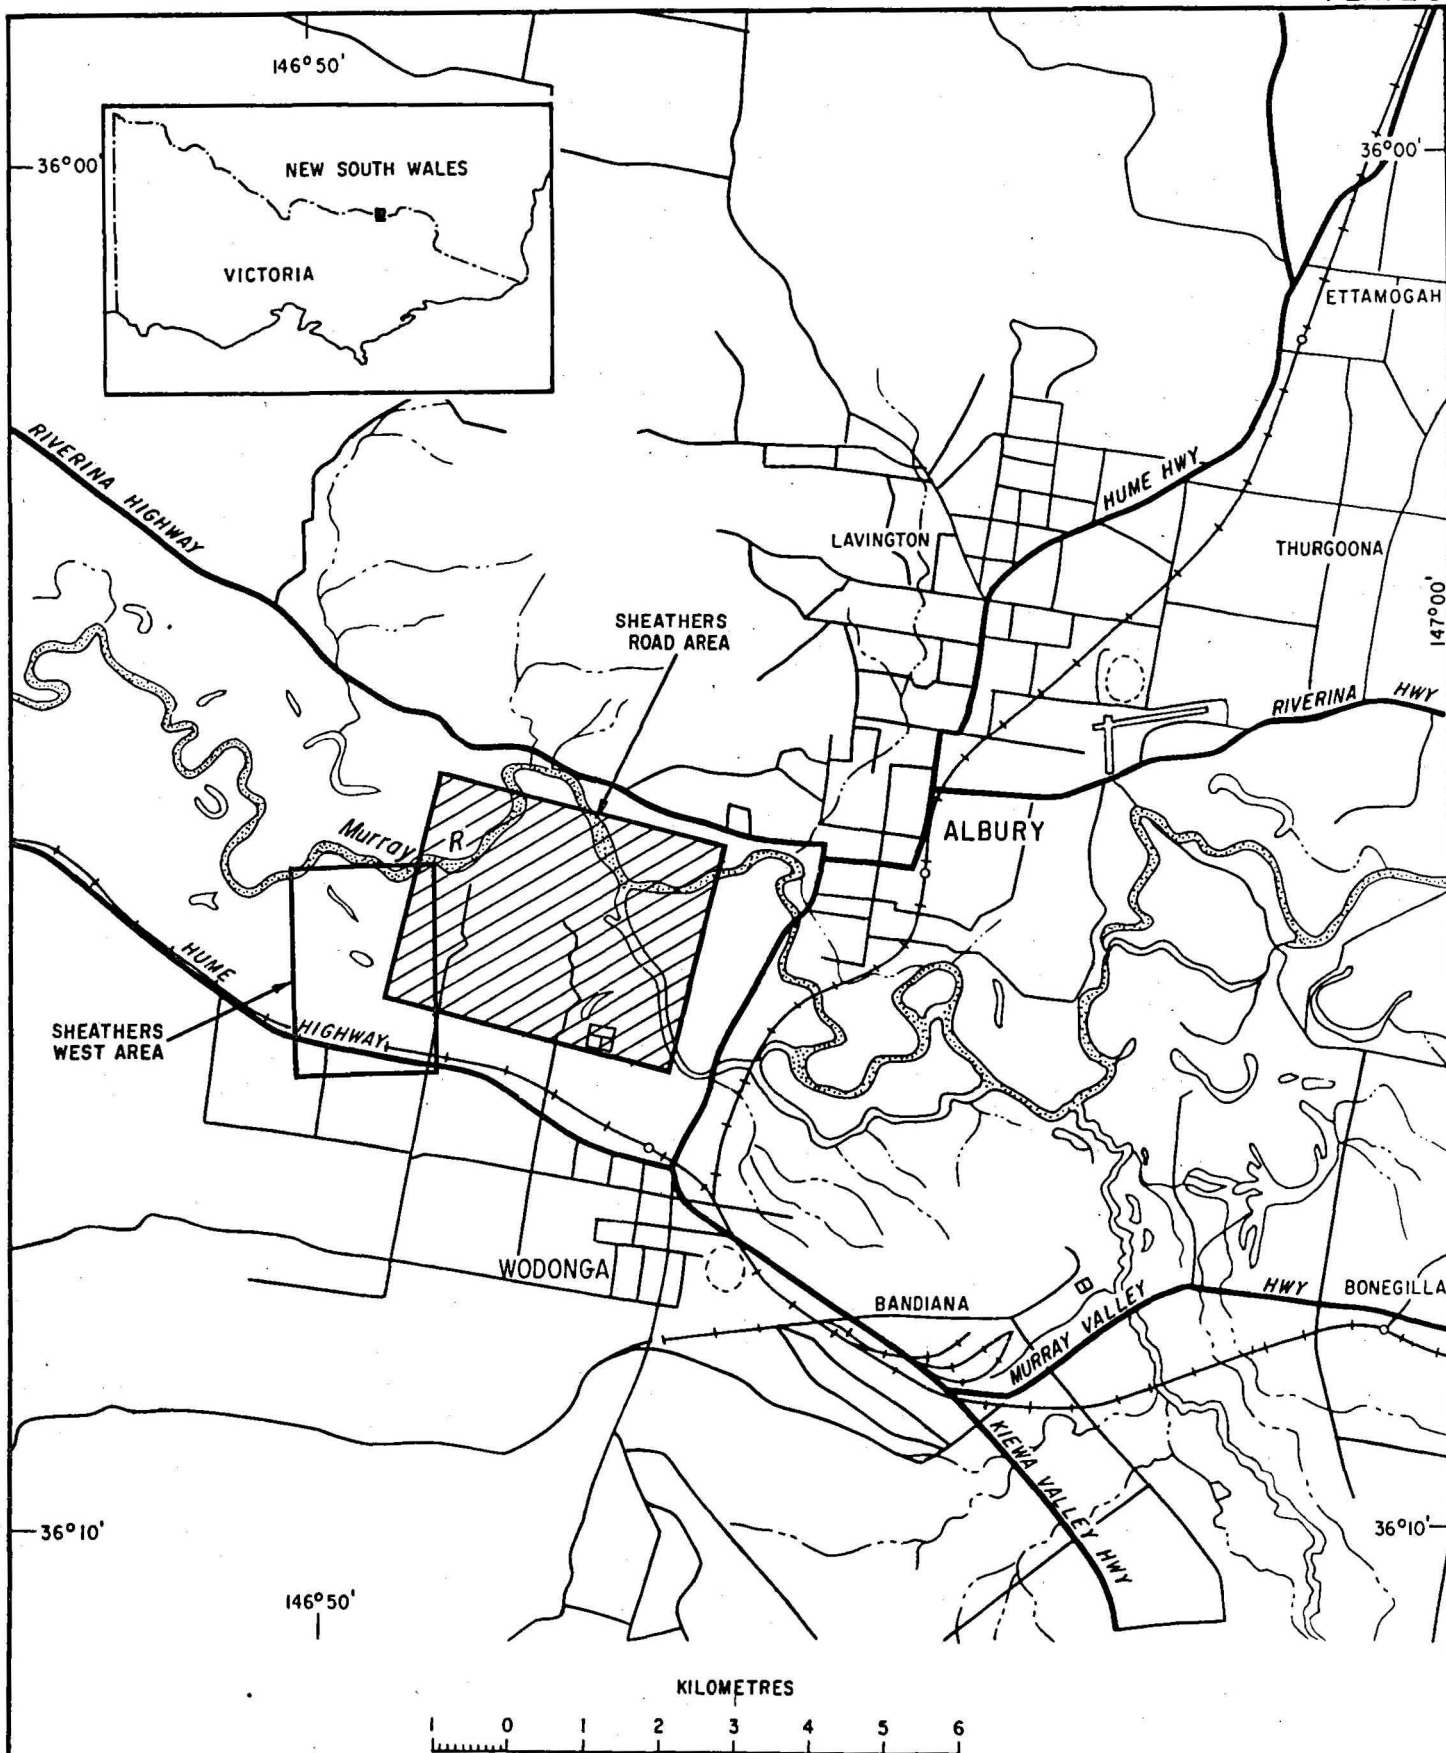 146°50'
36°00'
36°00'
NEW SOUTH WALES
VICTORIA
ETTAMOGAH
RIVERINA HIGHWAY
HUME HWY
LAVINGTON
THURGOONA
147°00'
SHEATHERS
ROAD AREA
RIVERINA HWY
Murray R
ALBURY
HUME HIGHWAY
SHEATHERS
WEST AREA
WODONGA
BANDIANA
MURRAY VALLEY HWY
BONEGILLA
KIEWA VALLEY HWY
36°10'
36°10'
146°50'
KILOMETRES
1 0 1 2 3 4 5 6